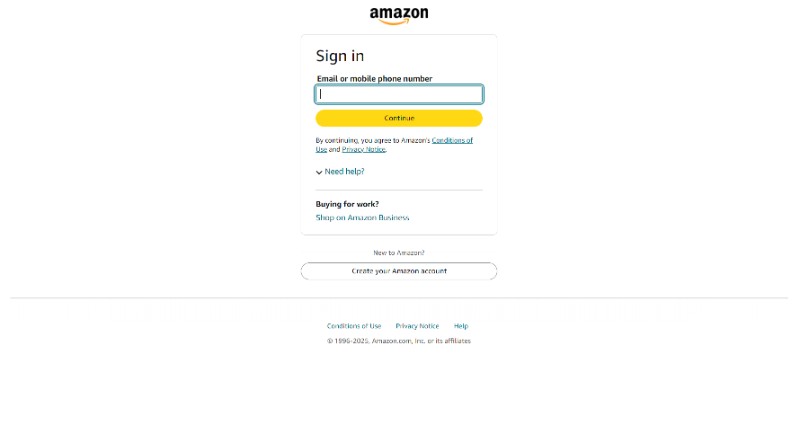 amazon
Sign in
Email or mobile phone number
Continue
By continuing, you agree to Amazon's Conditions of
Use and Privacy Notice.
Need help?
Buying for work?
Shop on Amazon Business
New to Amazon?
Create your Amazon account
Conditions of Use Privacy Notice Help
© 1996-2025, Amazon.com, Inc. or its affiliates